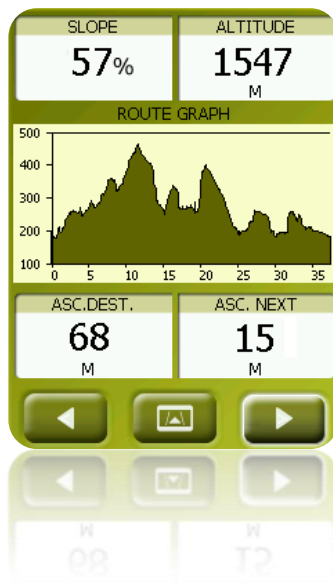 SLOPE ALTITUDE
57% 1547
M
ROUTE GRAPH
500
400
300
200
100
0 5 10 15 20 25 30 35
ASC.DEST. ASC. NEXT
68 15
M M